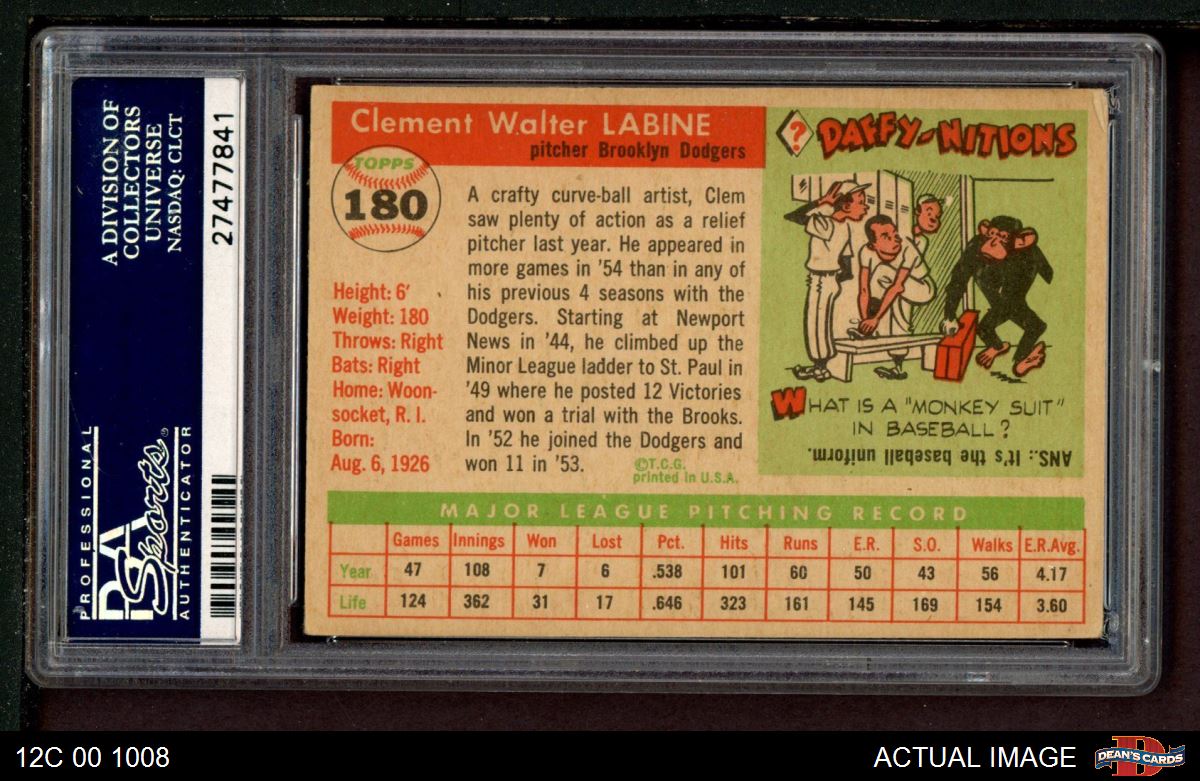 A DIVISION OF
COLLECTORS
UNIVERSE
NASDAQ: CLCT
27477841
PROFESSIONAL
PSA
Sports
AUTHENTICATOR
Clement Walter LABINE
pitcher Brooklyn Dodgers
TOPPS
180
Height: 6'
Weight: 180
Throws: Right
Bats: Right
Home: Woon-
socket, R. I.
Born:
Aug. 6, 1926
A crafty curve-ball artist, Clem
saw plenty of action as a relief
pitcher last year. He appeared in
more games in '54 than in any of
his previous 4 seasons with the
Dodgers. Starting at Newport
News in '44, he climbed up the
Minor League ladder to St. Paul in
'49 where he posted 12 Victories
and won a trial with the Brooks.
In '52 he joined the Dodgers and
won 11 in '53.
©T.C.G.
printed in U.S.A.
? DAFFY-NITIONS
WHAT IS A "MONKEY SUIT"
IN BASEBALL?
ANS.: It's the baseball uniform.
MAJOR LEAGUE PITCHING RECORD
Games Innings Won Lost Pct. Hits Runs E.R. S.O. Walks E.R.Avg.
Year 47 108 7 6 .538 101 60 50 43 56 4.17
Life 124 362 31 17 .646 323 161 145 169 154 3.60
12C 00 1008
ACTUAL IMAGE
D
DEAN'S CARDS